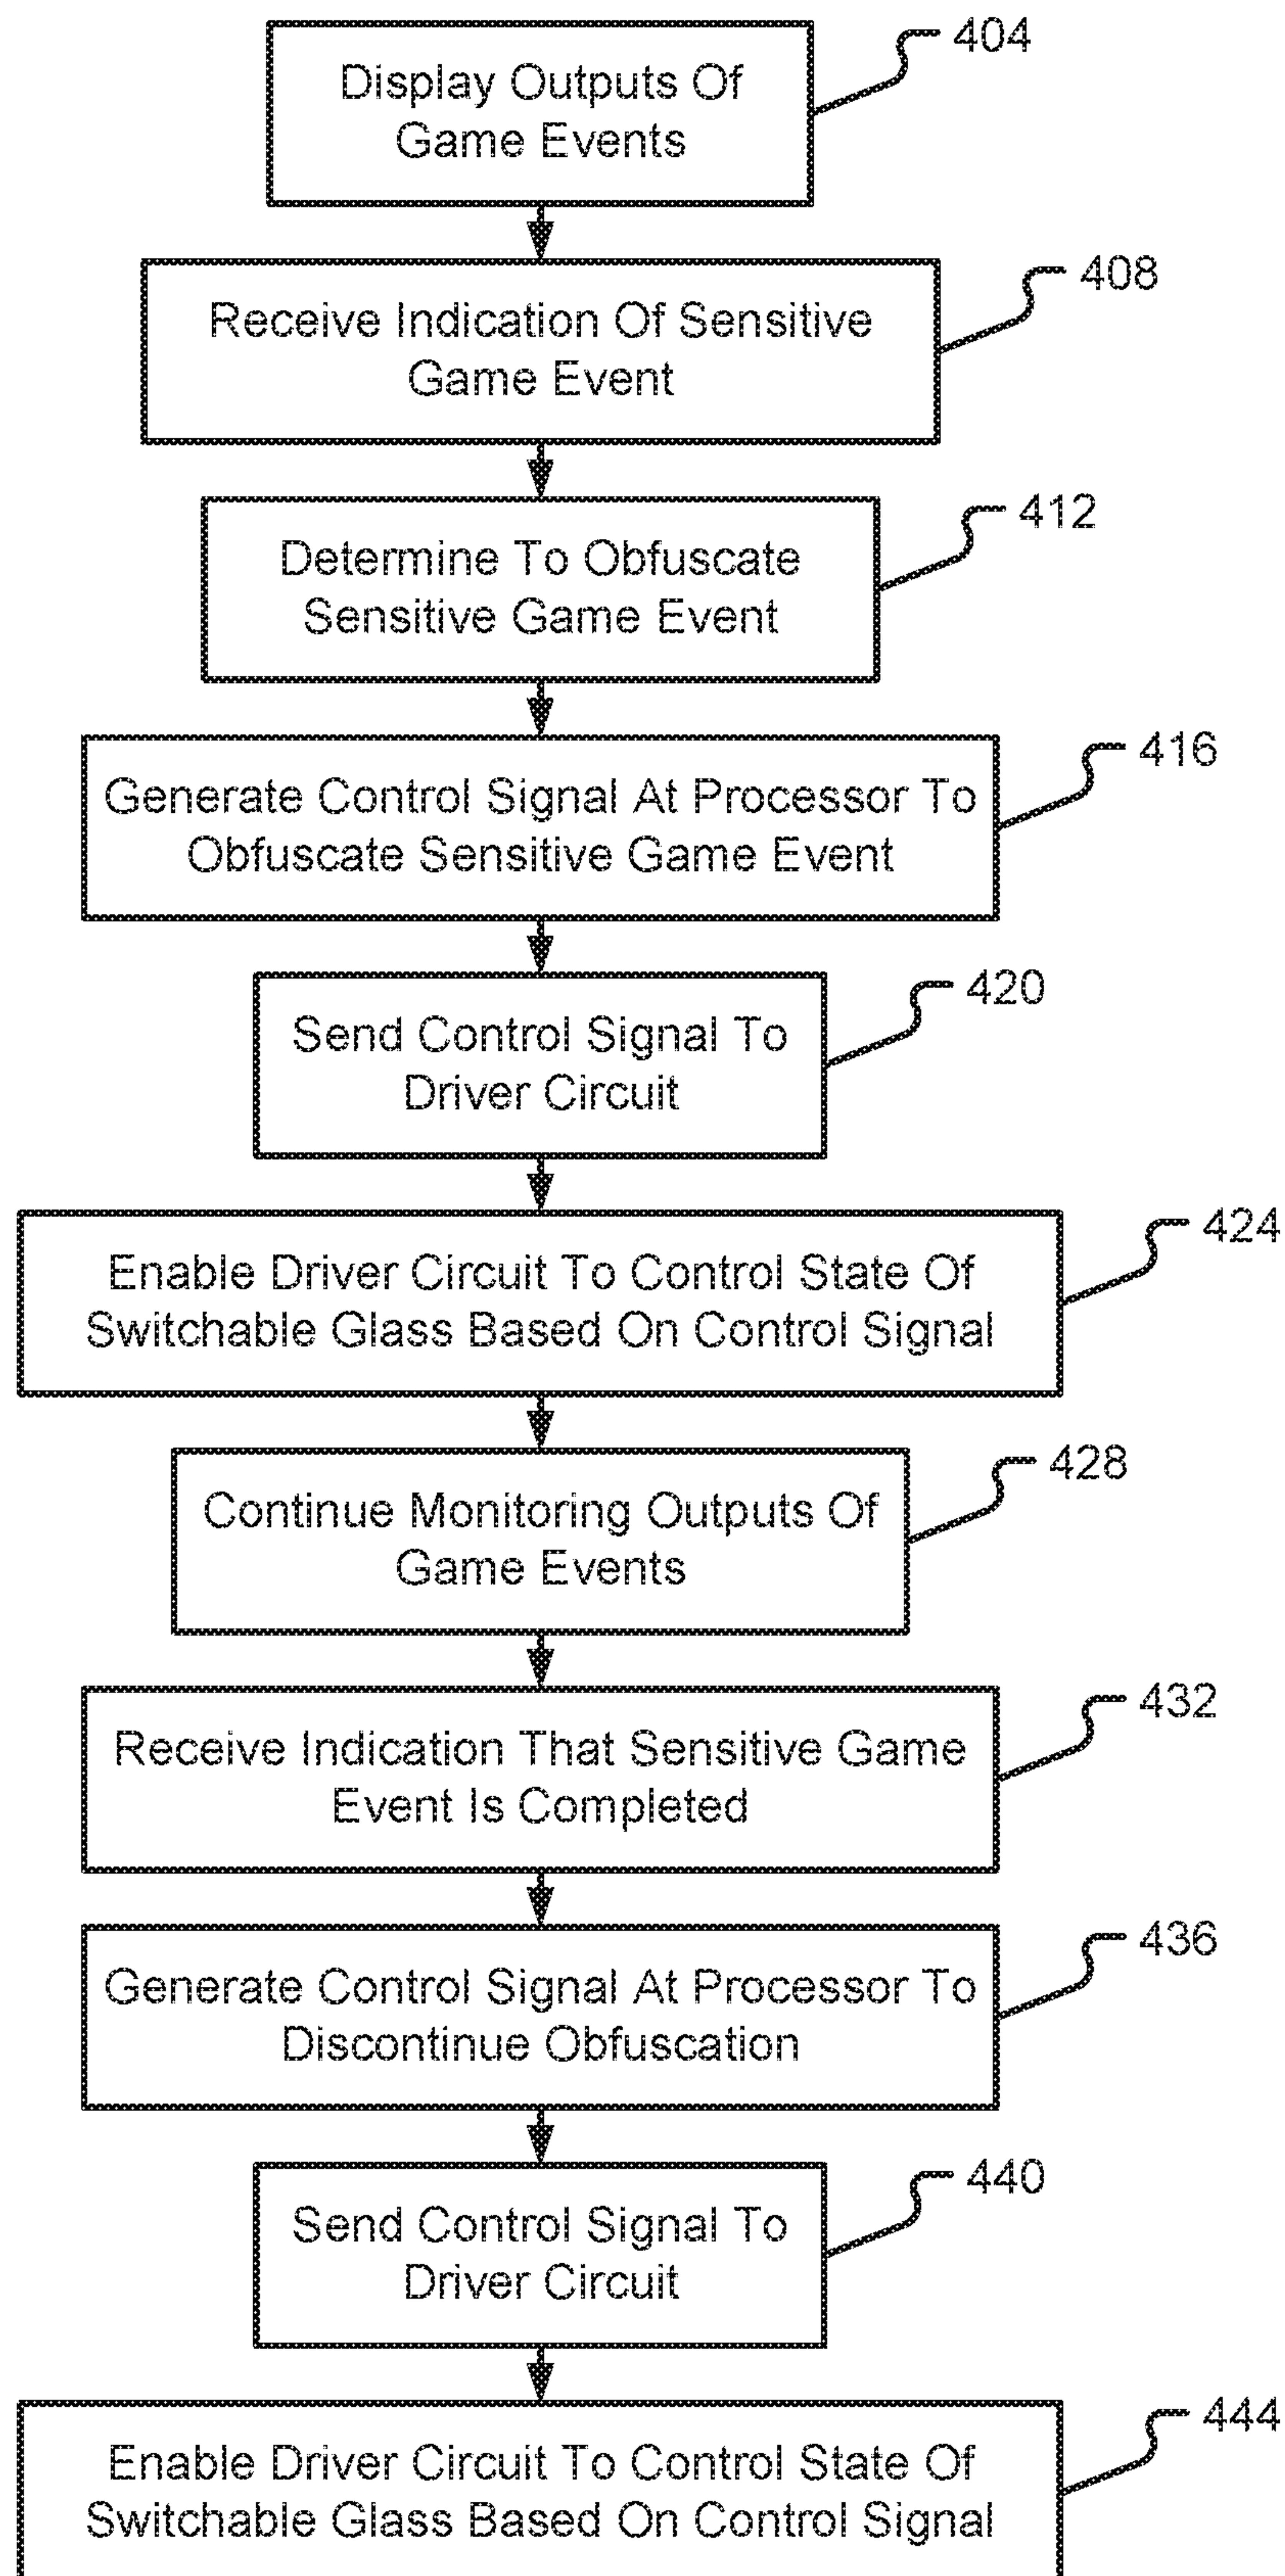 404
Display Outputs Of
Game Events
408
Receive Indication Of Sensitive
Game Event
412
Determine To Obfuscate
Sensitive Game Event
416
Generate Control Signal At Processor To
Obfuscate Sensitive Game Event
420
Send Control Signal To
Driver Circuit
424
Enable Driver Circuit To Control State Of
Switchable Glass Based On Control Signal
428
Continue Monitoring Outputs Of
Game Events
432
Receive Indication That Sensitive Game
Event Is Completed
436
Generate Control Signal At Processor To
Discontinue Obfuscation
440
Send Control Signal To
Driver Circuit
444
Enable Driver Circuit To Control State Of
Switchable Glass Based On Control Signal